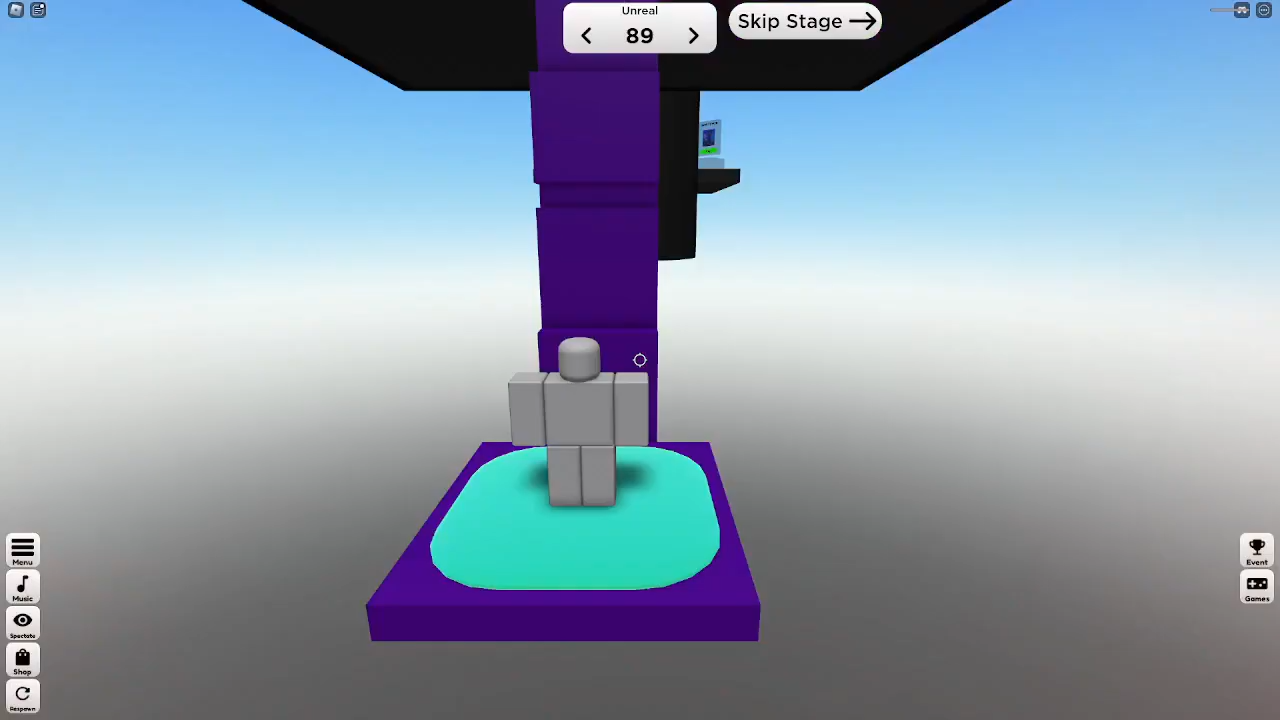 Unreal
89
Skip Stage
Menu
Music
Spectate
Shop
Respawn
Event
Games